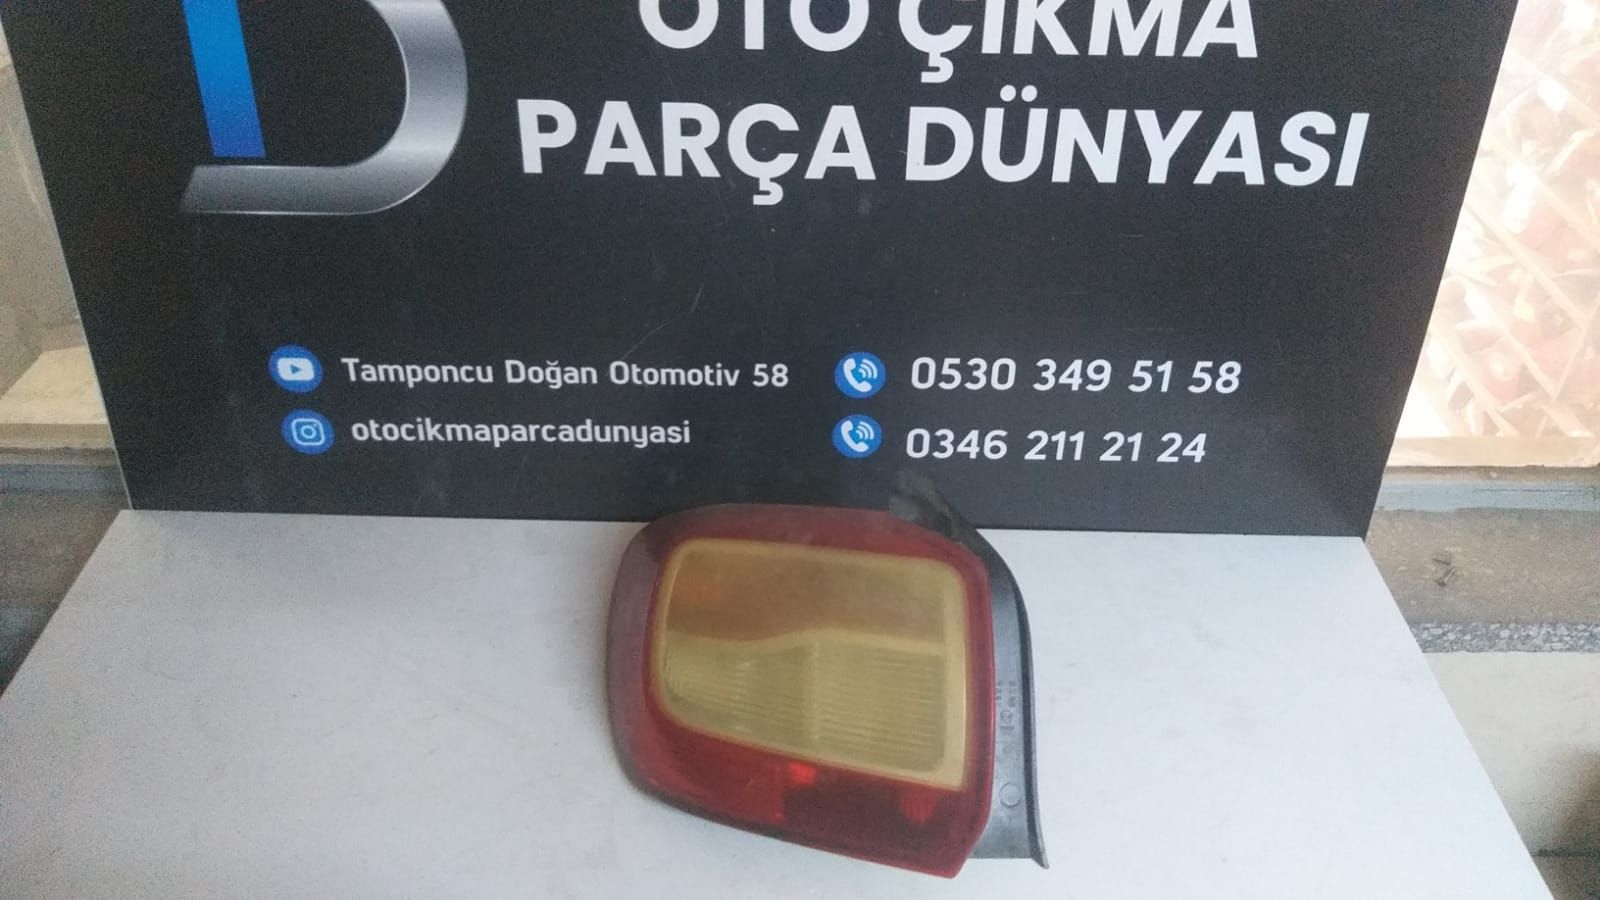 OTO ÇIKMA
PARÇA DÜNYASI
Tamponcu Doğan Otomotiv 58
otocikmaparcadunyasi
0530 349 51 58
0346 211 21 24